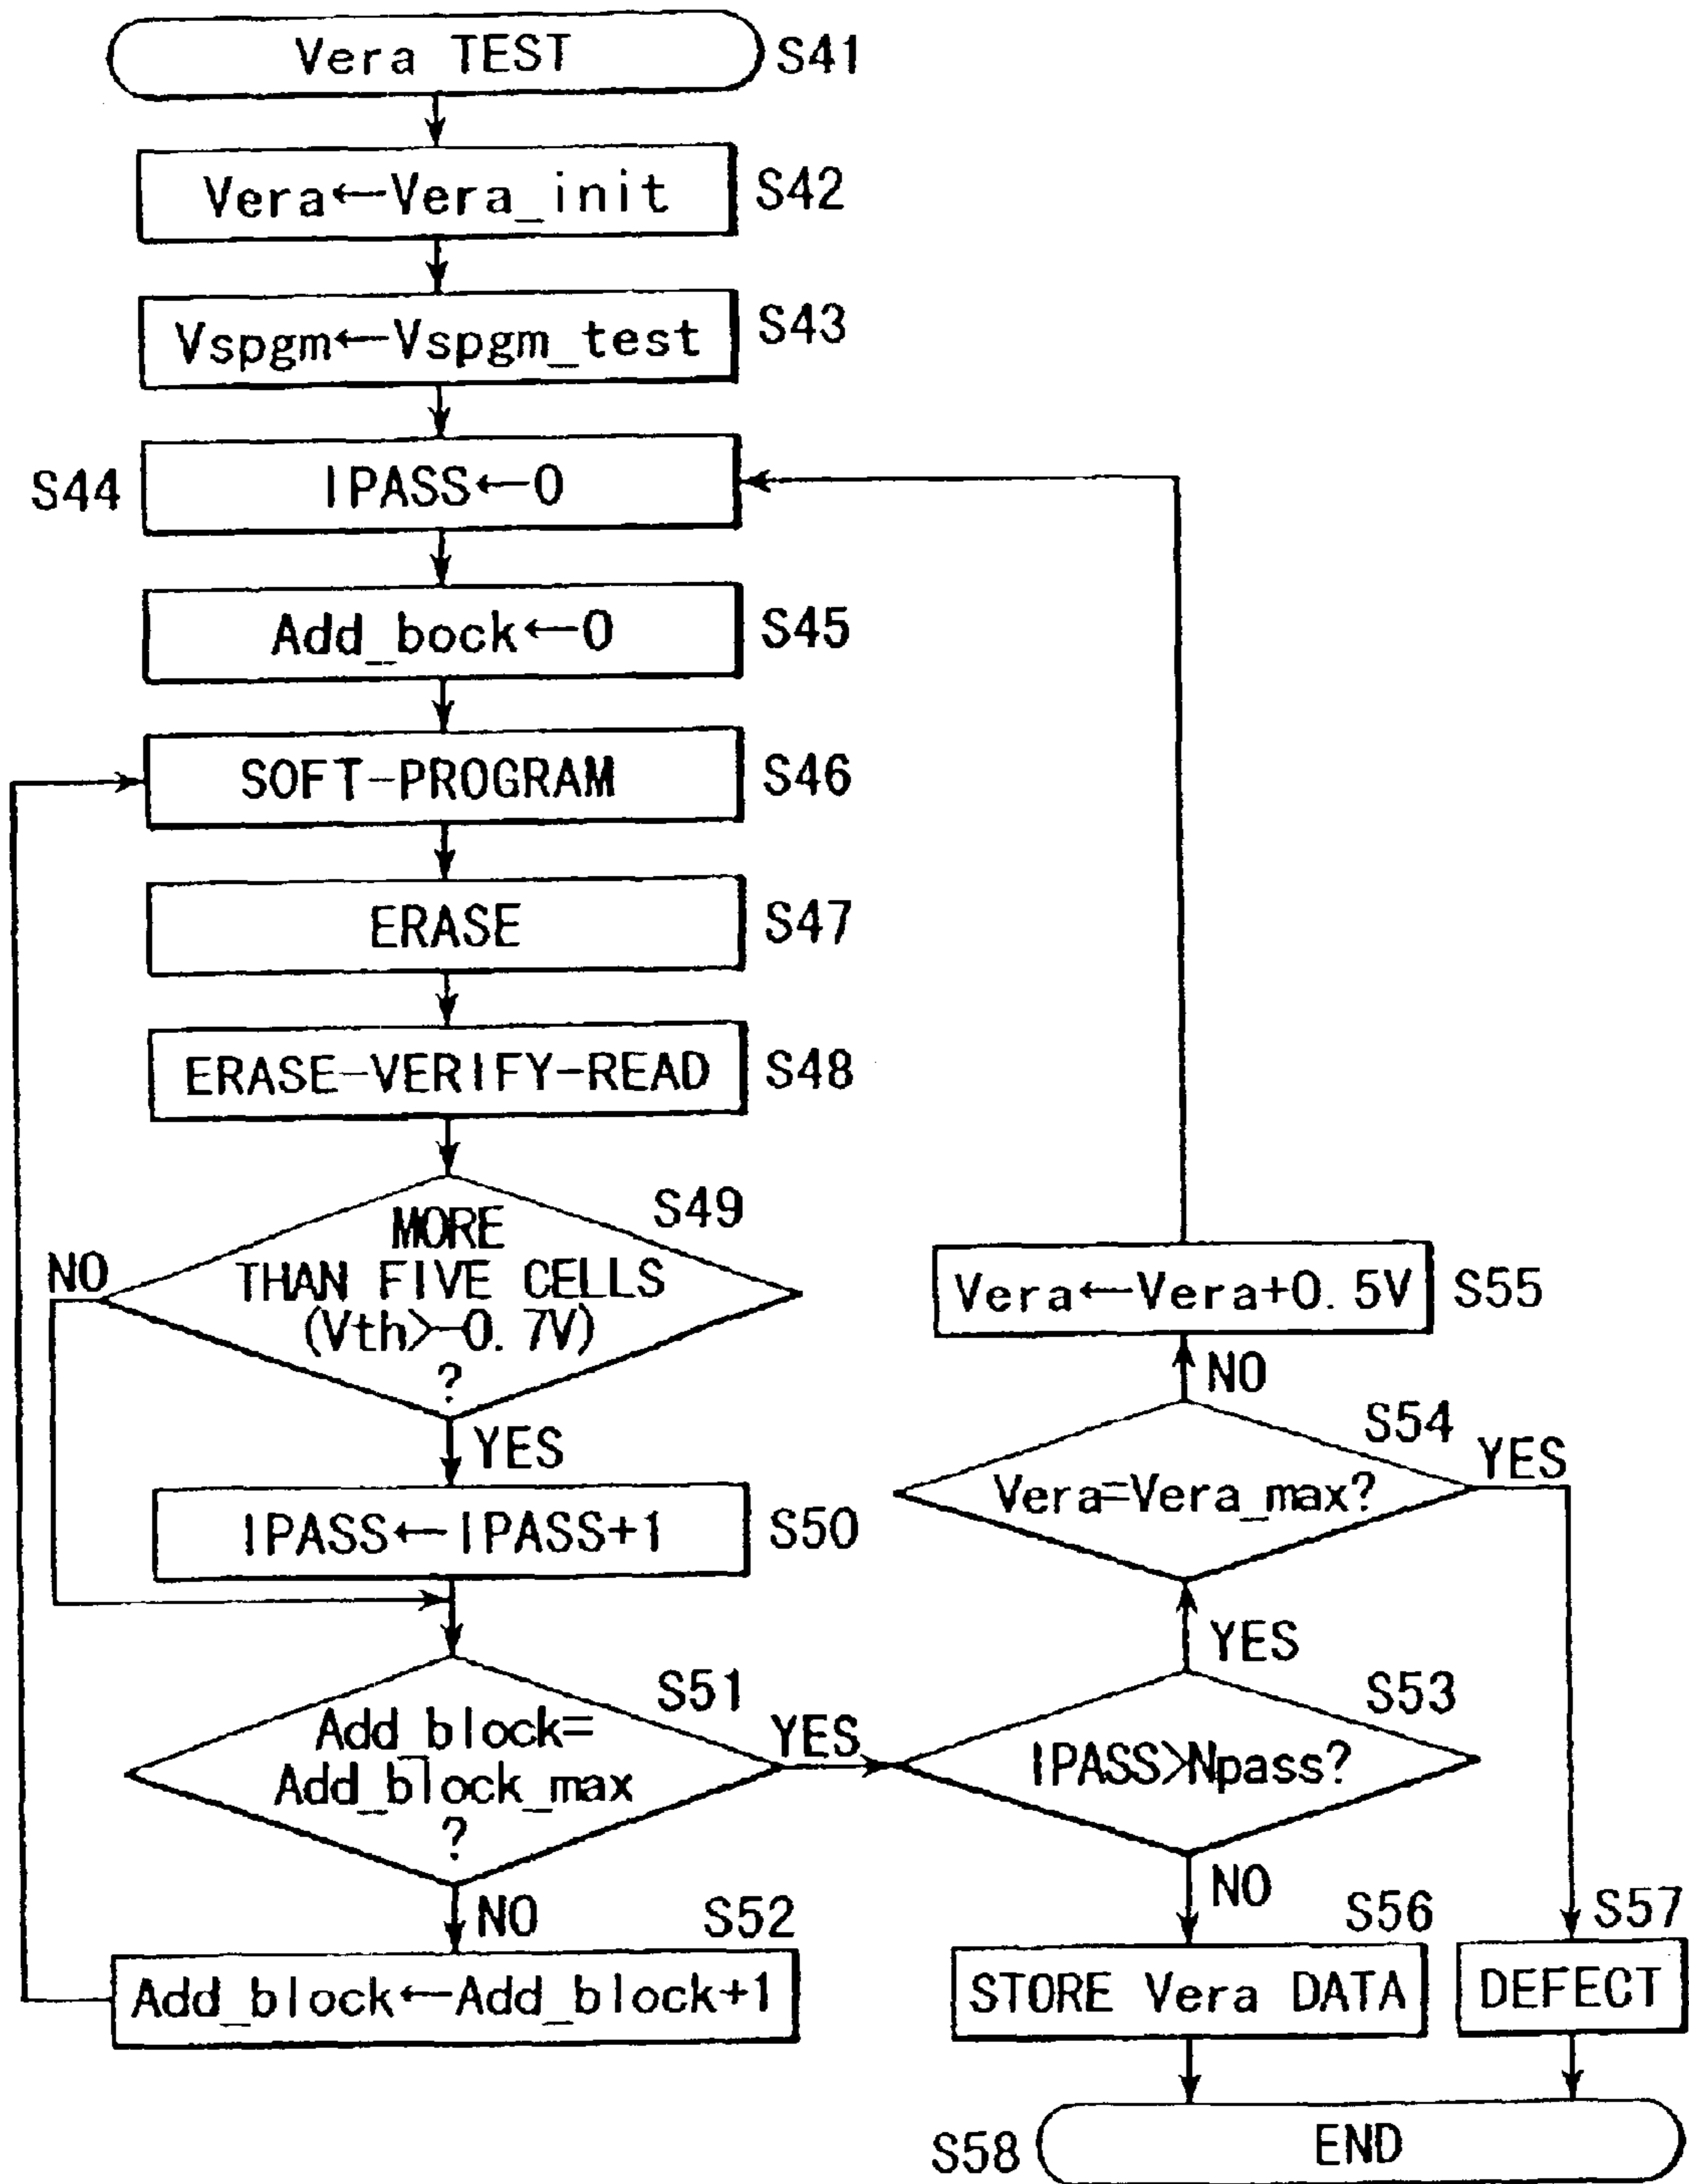 Vera TEST
S41
Vera←Vera_init
S42
Vspgm←Vspgm_test
S43
S44
IPASS←0
Add_bock←0
S45
SOFT-PROGRAM
S46
ERASE
S47
ERASE-VERIFY-READ
S48
S49
MORE
THAN FIVE CELLS
(Vth>-0.7V)
?
NO
YES
IPASS←IPASS+1
S50
S51
Add_block=
Add_block_max
?
YES
NO
S52
Add_block←Add_block+1
S53
IPASS>Npass?
YES
NO
S54
Vera=Vera_max?
YES
NO
Vera←Vera+0.5V
S55
S56
STORE Vera DATA
S57
DEFECT
S58
END